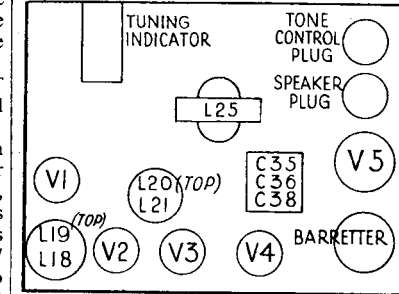 TUNING
INDICATOR
TONE
CONTROL
PLUG
SPEAKER
PLUG
L25
V1
L20 (TOP)
L21
C35
C36
C38
V5
(TOP)
L19
L18
V2
V3
V4
BARRETTER